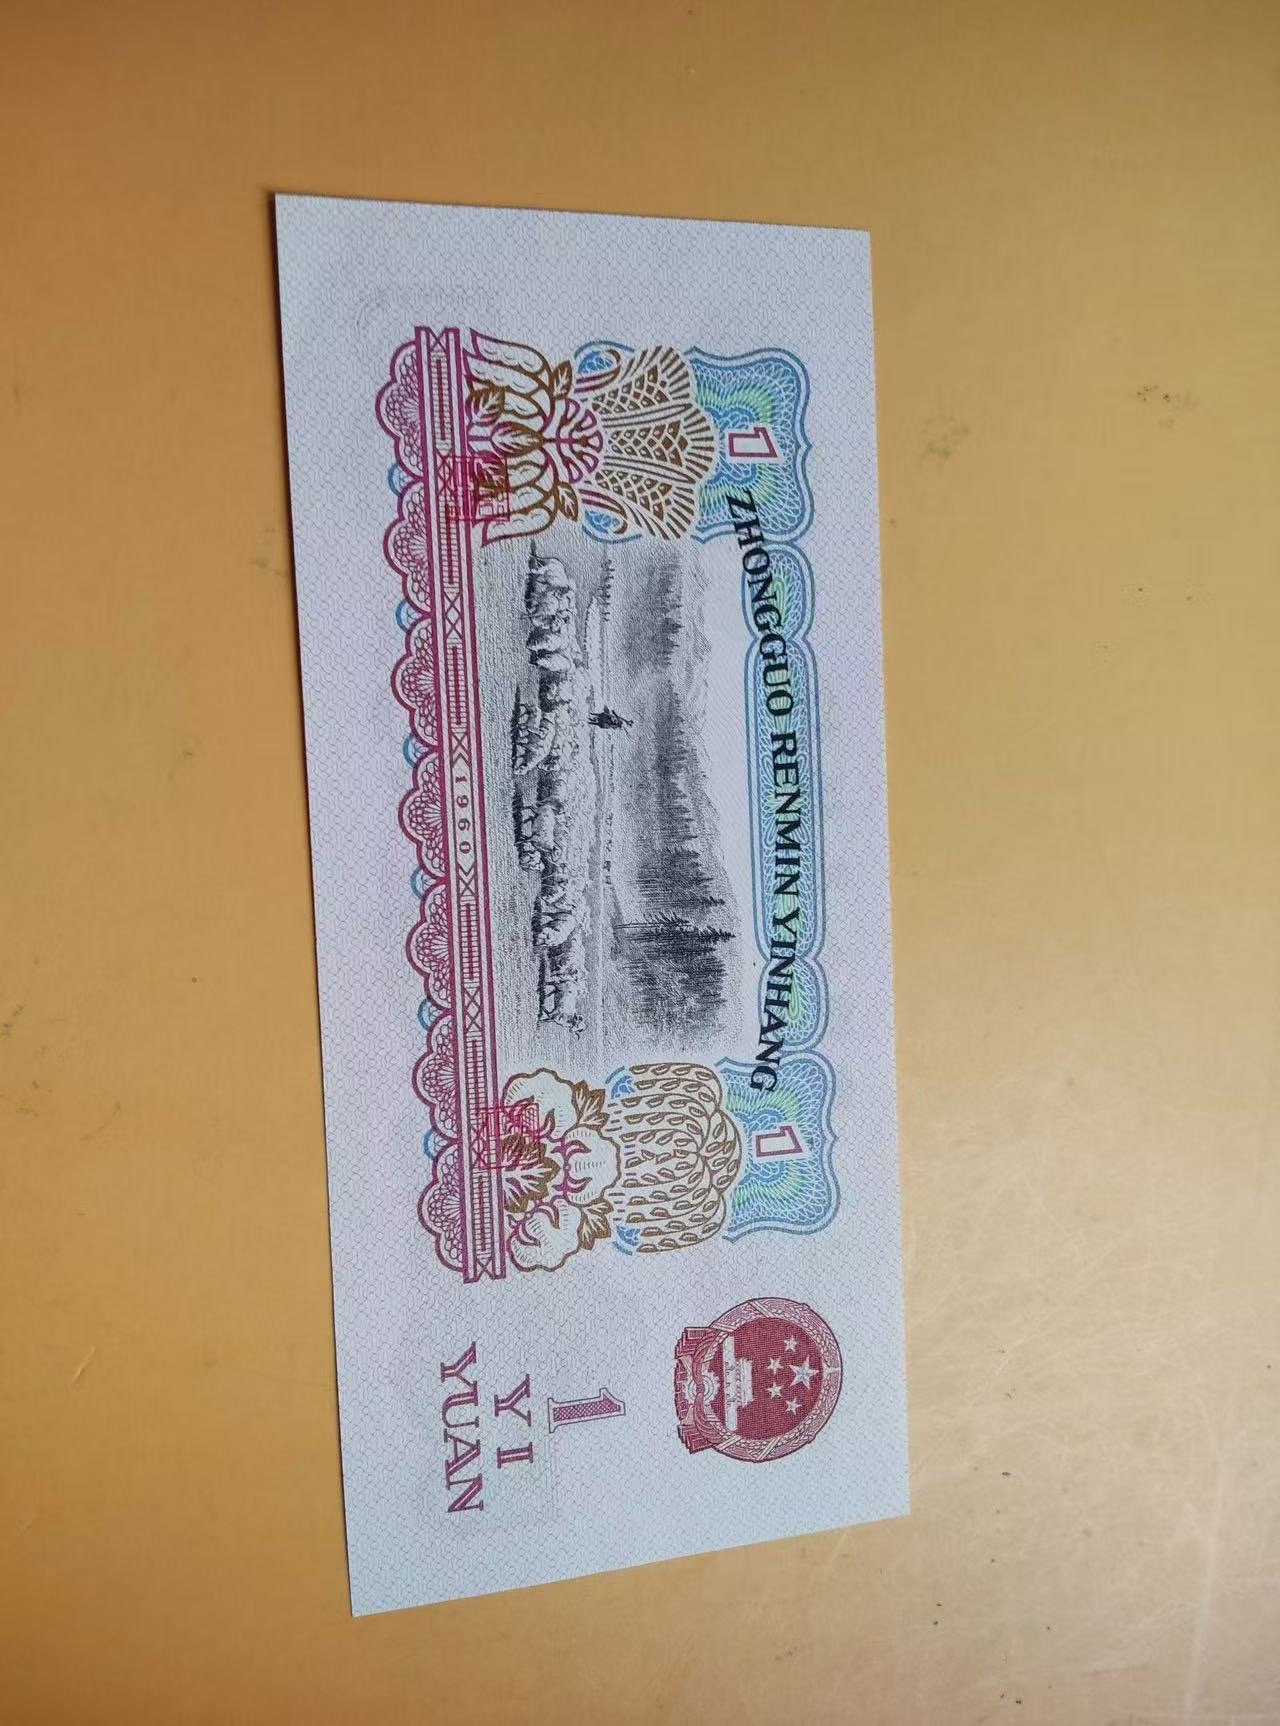 ZHONGGUO RENMIN YINHANG
1
1
1960
1
YI
YUAN